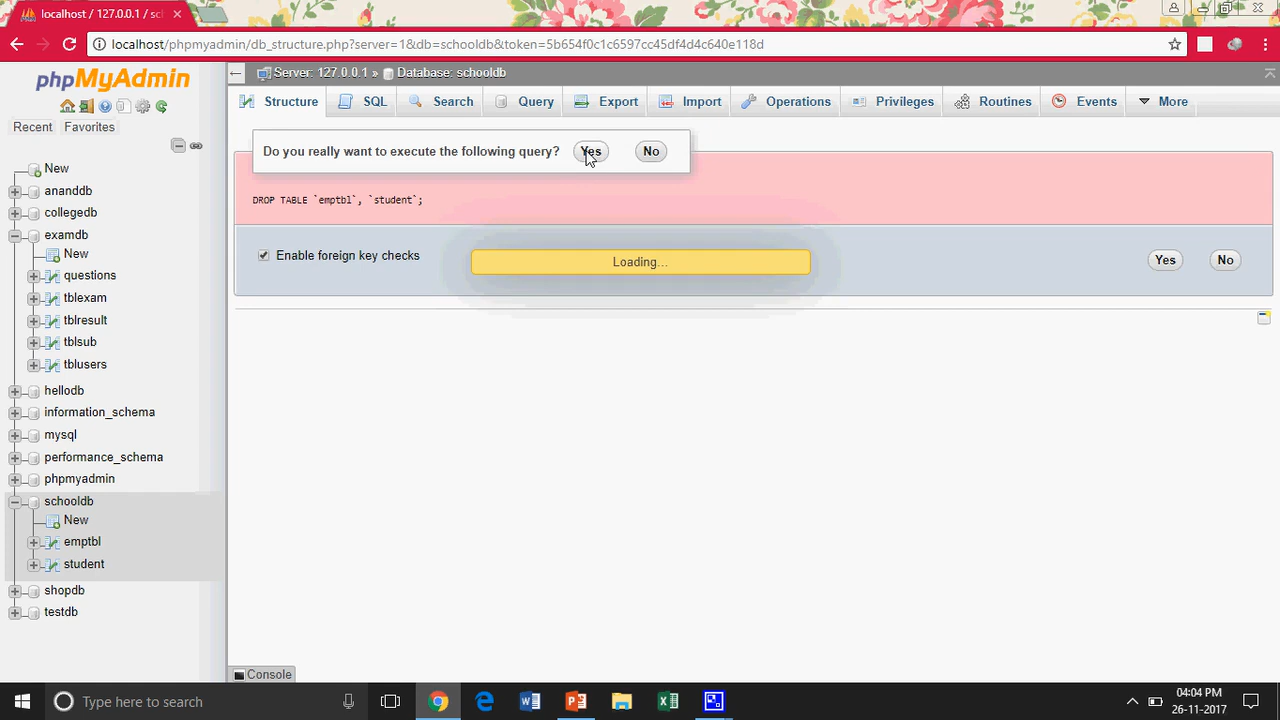 localhost / 127.0.0.1 / sc
localhost/phpmyadmin/db_structure.php?server=1&db=schooldb&token=5b654f0c1c6597cc45df4d4c640e118d
phpMyAdmin
Server: 127.0.0.1 » Database: schooldb
Structure SQL Search Query Export Import Operations Privileges Routines Events More
Recent Favorites
Do you really want to execute the following query? Yes No
DROP TABLE `emptbl`, `student`;
Enable foreign key checks
Loading...
Yes No
New
ananddb
collegedb
examdb
New
questions
tblexam
tblresult
tblsub
tblusers
hellodb
information_schema
mysql
performance_schema
phpmyadmin
schooldb
New
emptbl
student
shopdb
testdb
Console
Type here to search
04:04 PM
26-11-2017